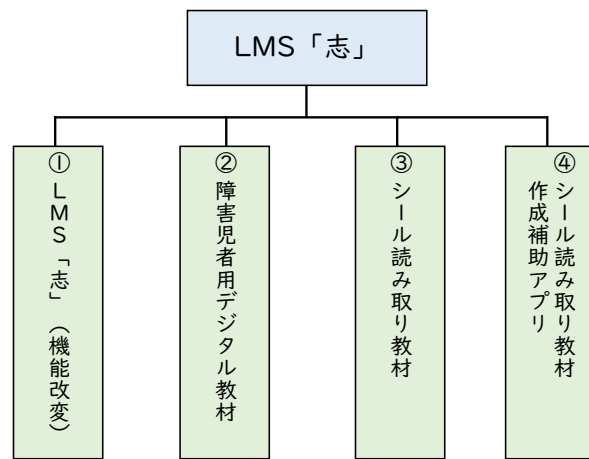 LMS「志」
①LMS「志」（機能改変）
②障害児者用デジタル教材
③シール読み取り教材
④シール読み取り教材
作成補助アプリ